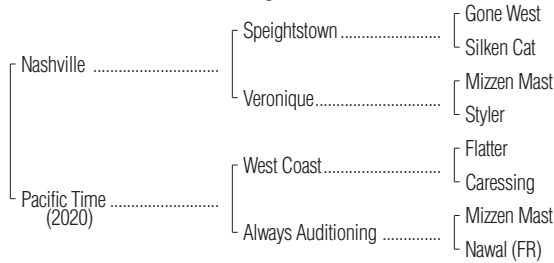 Gone West
Speightstown
Silken Cat
Nashville
Mizzen Mast
Veronique
Styler
Flatter
West Coast
Caressing
Pacific Time
(2020)
Mizzen Mast
Always Auditioning
Nawal (FR)